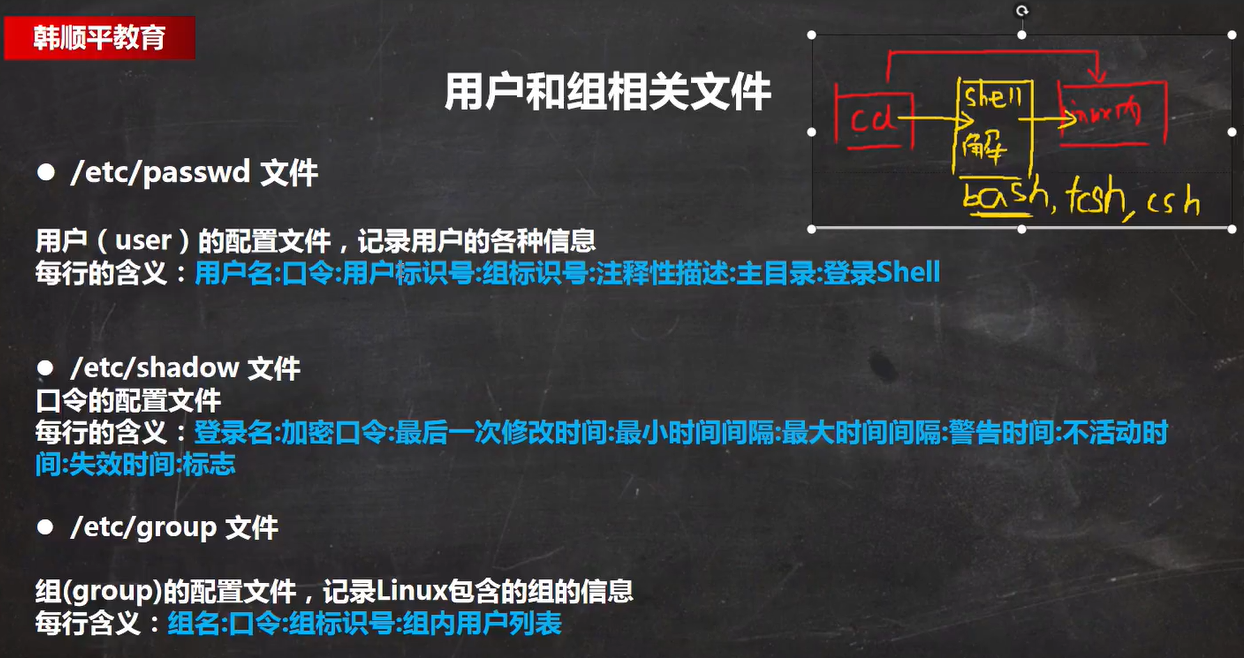 韩顺平教育
用户和组相关文件
cd
shell
解
linux内
bash, tcsh, csh
● /etc/passwd 文件
用户（user）的配置文件，记录用户的各种信息
每行的含义：用户名:口令:用户标识号:组标识号:注释性描述:主目录:登录Shell
● /etc/shadow 文件
口令的配置文件
每行的含义：登录名:加密口令:最后一次修改时间:最小时间间隔:最大时间间隔:警告时间:不活动时
间:失效时间:标志
● /etc/group 文件
组(group)的配置文件，记录Linux包含的组的信息
每行含义：组名:口令:组标识号:组内用户列表